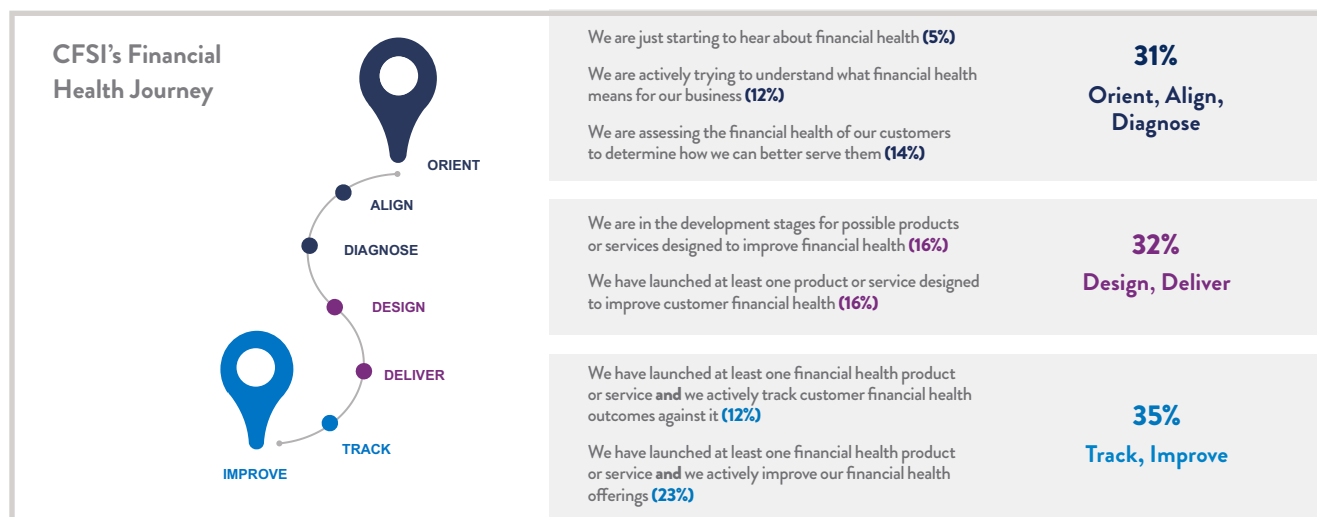 CFSI's Financial
Health Journey
ORIENT
ALIGN
DIAGNOSE
DESIGN
DELIVER
TRACK
IMPROVE
We are just starting to hear about financial health (5%)
We are actively trying to understand what financial health
means for our business (12%)
We are assessing the financial health of our customers
to determine how we can better serve them (14%)
31%
Orient, Align,
Diagnose
We are in the development stages for possible products
or services designed to improve financial health (16%)
We have launched at least one product or service designed
to improve customer financial health (16%)
32%
Design, Deliver
We have launched at least one financial health product
or service and we actively track customer financial health
outcomes against it (12%)
We have launched at least one financial health product
or service and we actively improve our financial health
offerings (23%)
35%
Track, Improve